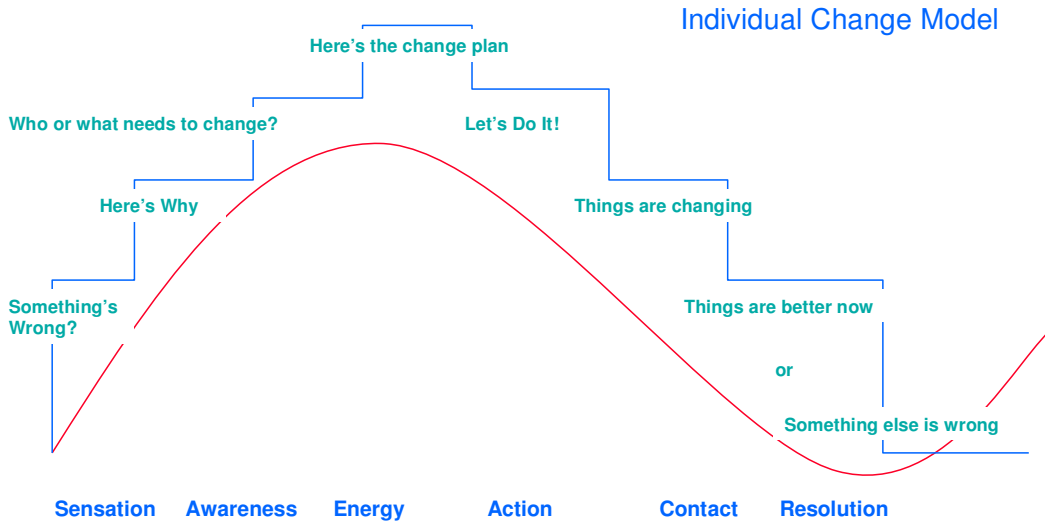 Individual Change Model
Here’s the change plan
Who or what needs to change?
Let’s Do It!
Here’s Why
Things are changing
Something’s
Wrong?
Things are better now
or
Something else is wrong
Sensation Awareness Energy Action Contact Resolution